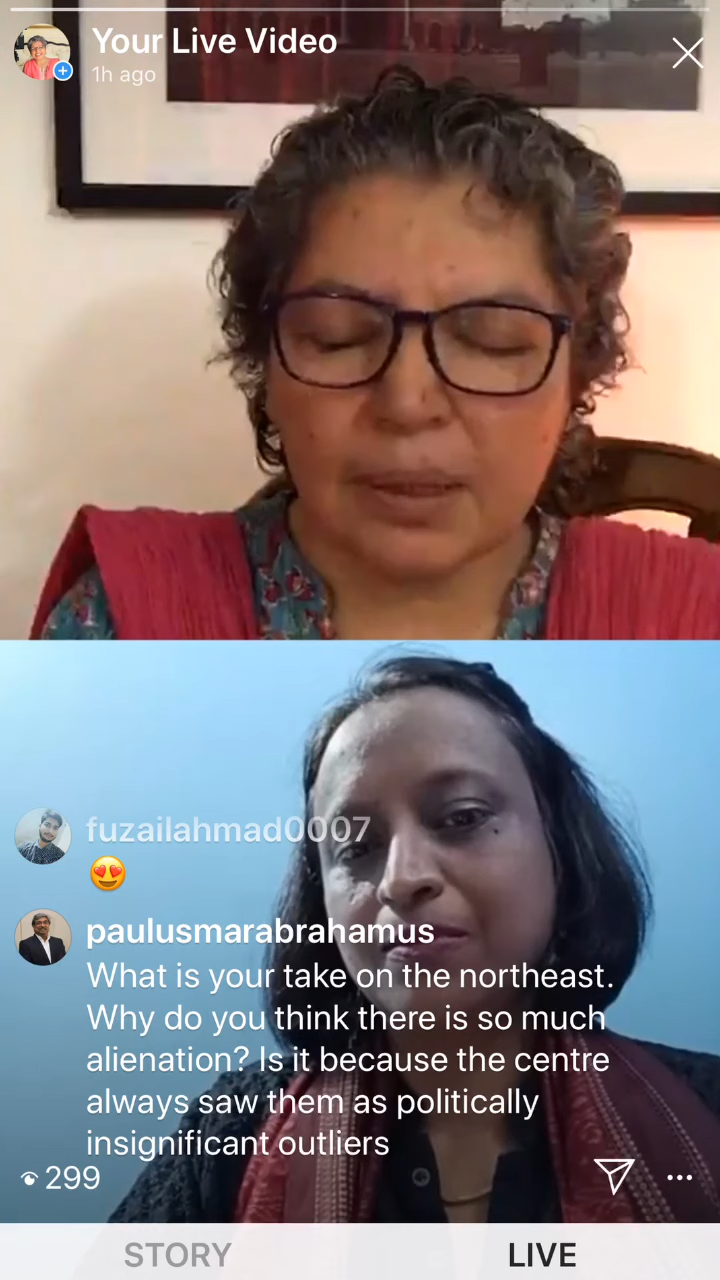 Your Live Video
1h ago
fuzailahmad0007
😍
paulusmarabrahamus
What is your take on the northeast.
Why do you think there is so much
alienation? Is it because the centre
always saw them as politically
insignificant outliers
299
STORY
LIVE